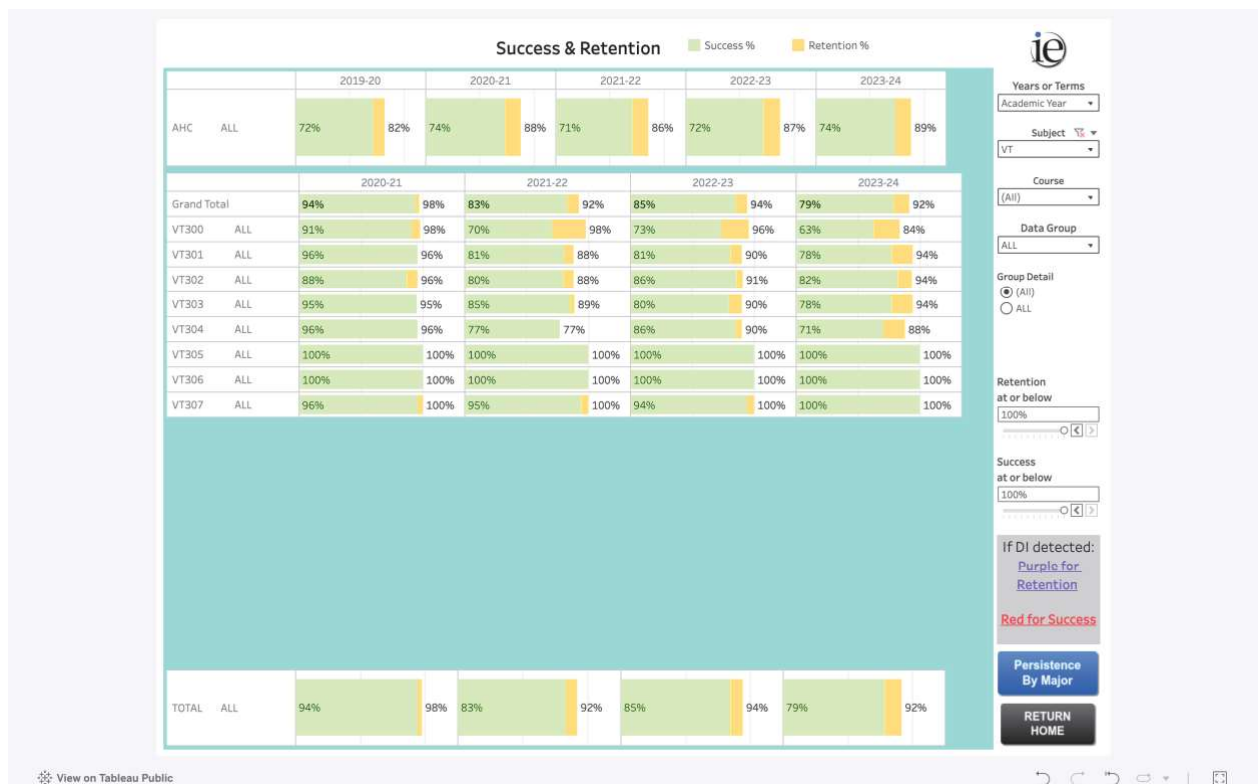 Success & Retention Success % Retention %
ie
2019-20 2020-21 2021-22 2022-23 2023-24
AHC ALL 72% 82% 74% 88% 71% 86% 72% 87% 74% 89%
2020-21 2021-22 2022-23 2023-24
Grand Total 94% 98% 83% 92% 85% 94% 79% 92%
VT300 ALL 91% 98% 70% 98% 73% 96% 63% 84%
VT301 ALL 96% 96% 81% 88% 81% 90% 78% 94%
VT302 ALL 88% 96% 80% 88% 86% 91% 82% 94%
VT303 ALL 95% 95% 85% 89% 80% 90% 78% 94%
VT304 ALL 96% 96% 77% 77% 86% 90% 71% 88%
VT305 ALL 100% 100% 100% 100% 100% 100% 100% 100%
VT306 ALL 100% 100% 100% 100% 100% 100% 100% 100%
VT307 ALL 96% 100% 95% 100% 94% 100% 100% 100%
TOTAL ALL 94% 98% 83% 92% 85% 94% 79% 92%
Years or Terms
Academic Year
Subject
VT
Course
(All)
Data Group
ALL
Group Detail
(All)
ALL
Retention
at or below
100%
Success
at or below
100%
If DI detected:
Purple for
Retention
Red for Success
Persistence
By Major
RETURN
HOME
View on Tableau Public